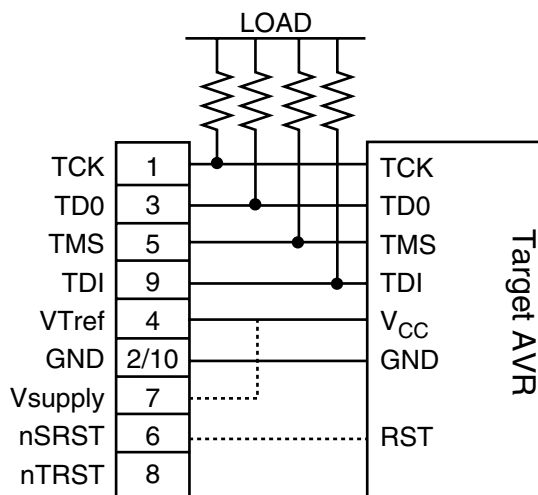 LOAD
TCK 1 TCK
TD0 3 TD0
TMS 5 TMS
TDI 9 TDI
VTref 4 VCC
GND 2/10 GND
Vsupply 7
nSRST 6 RST
nTRST 8
Target AVR